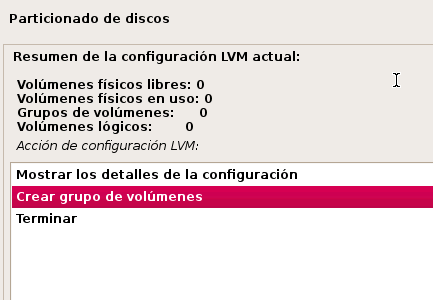 Particionado de discos
Resumen de la configuración LVM actual:
Volúmenes físicos libres: 0
Volúmenes físicos en uso: 0
Grupos de volúmenes: 0
Volúmenes lógicos: 0
Acción de configuración LVM:
Mostrar los detalles de la configuración
Crear grupo de volúmenes
Terminar